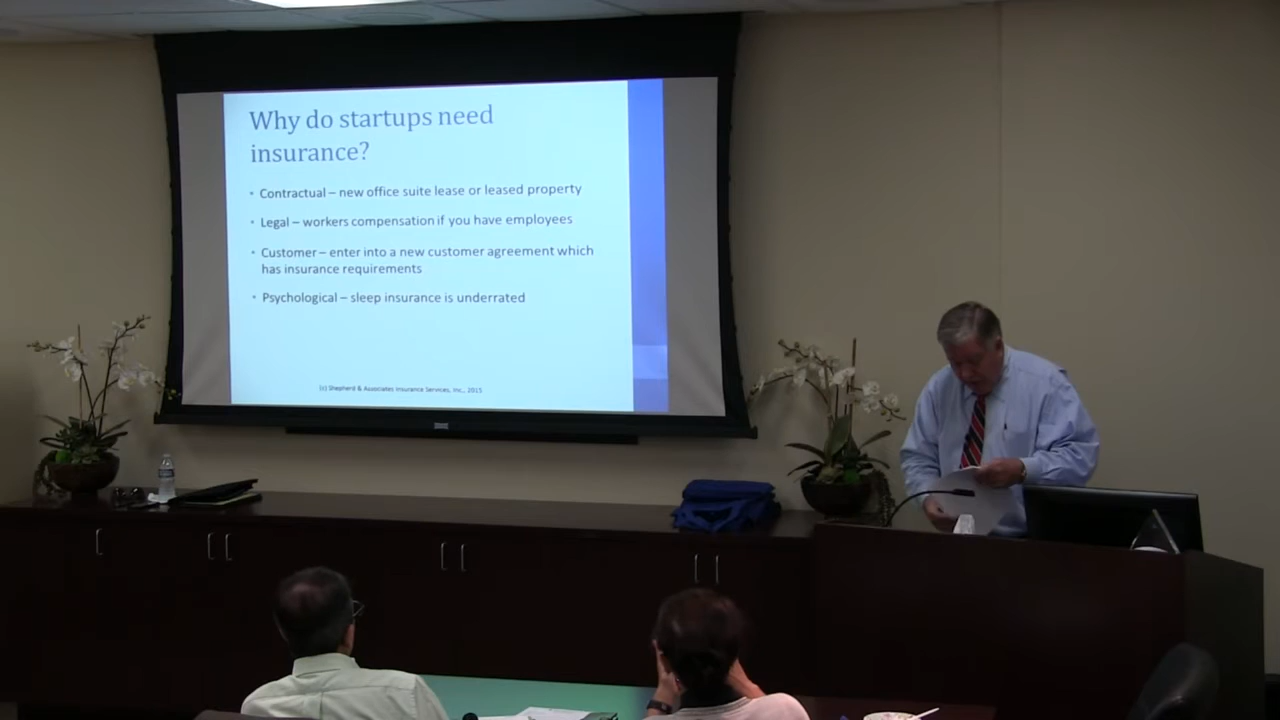 Why do startups need
insurance?
• Contractual – new office suite lease or leased property
• Legal – workers compensation if you have employees
• Customer – enter into a new customer agreement which
has insurance requirements
• Psychological – sleep insurance is underrated
(c) Shepherd & Associates Insurance Services, Inc., 2015